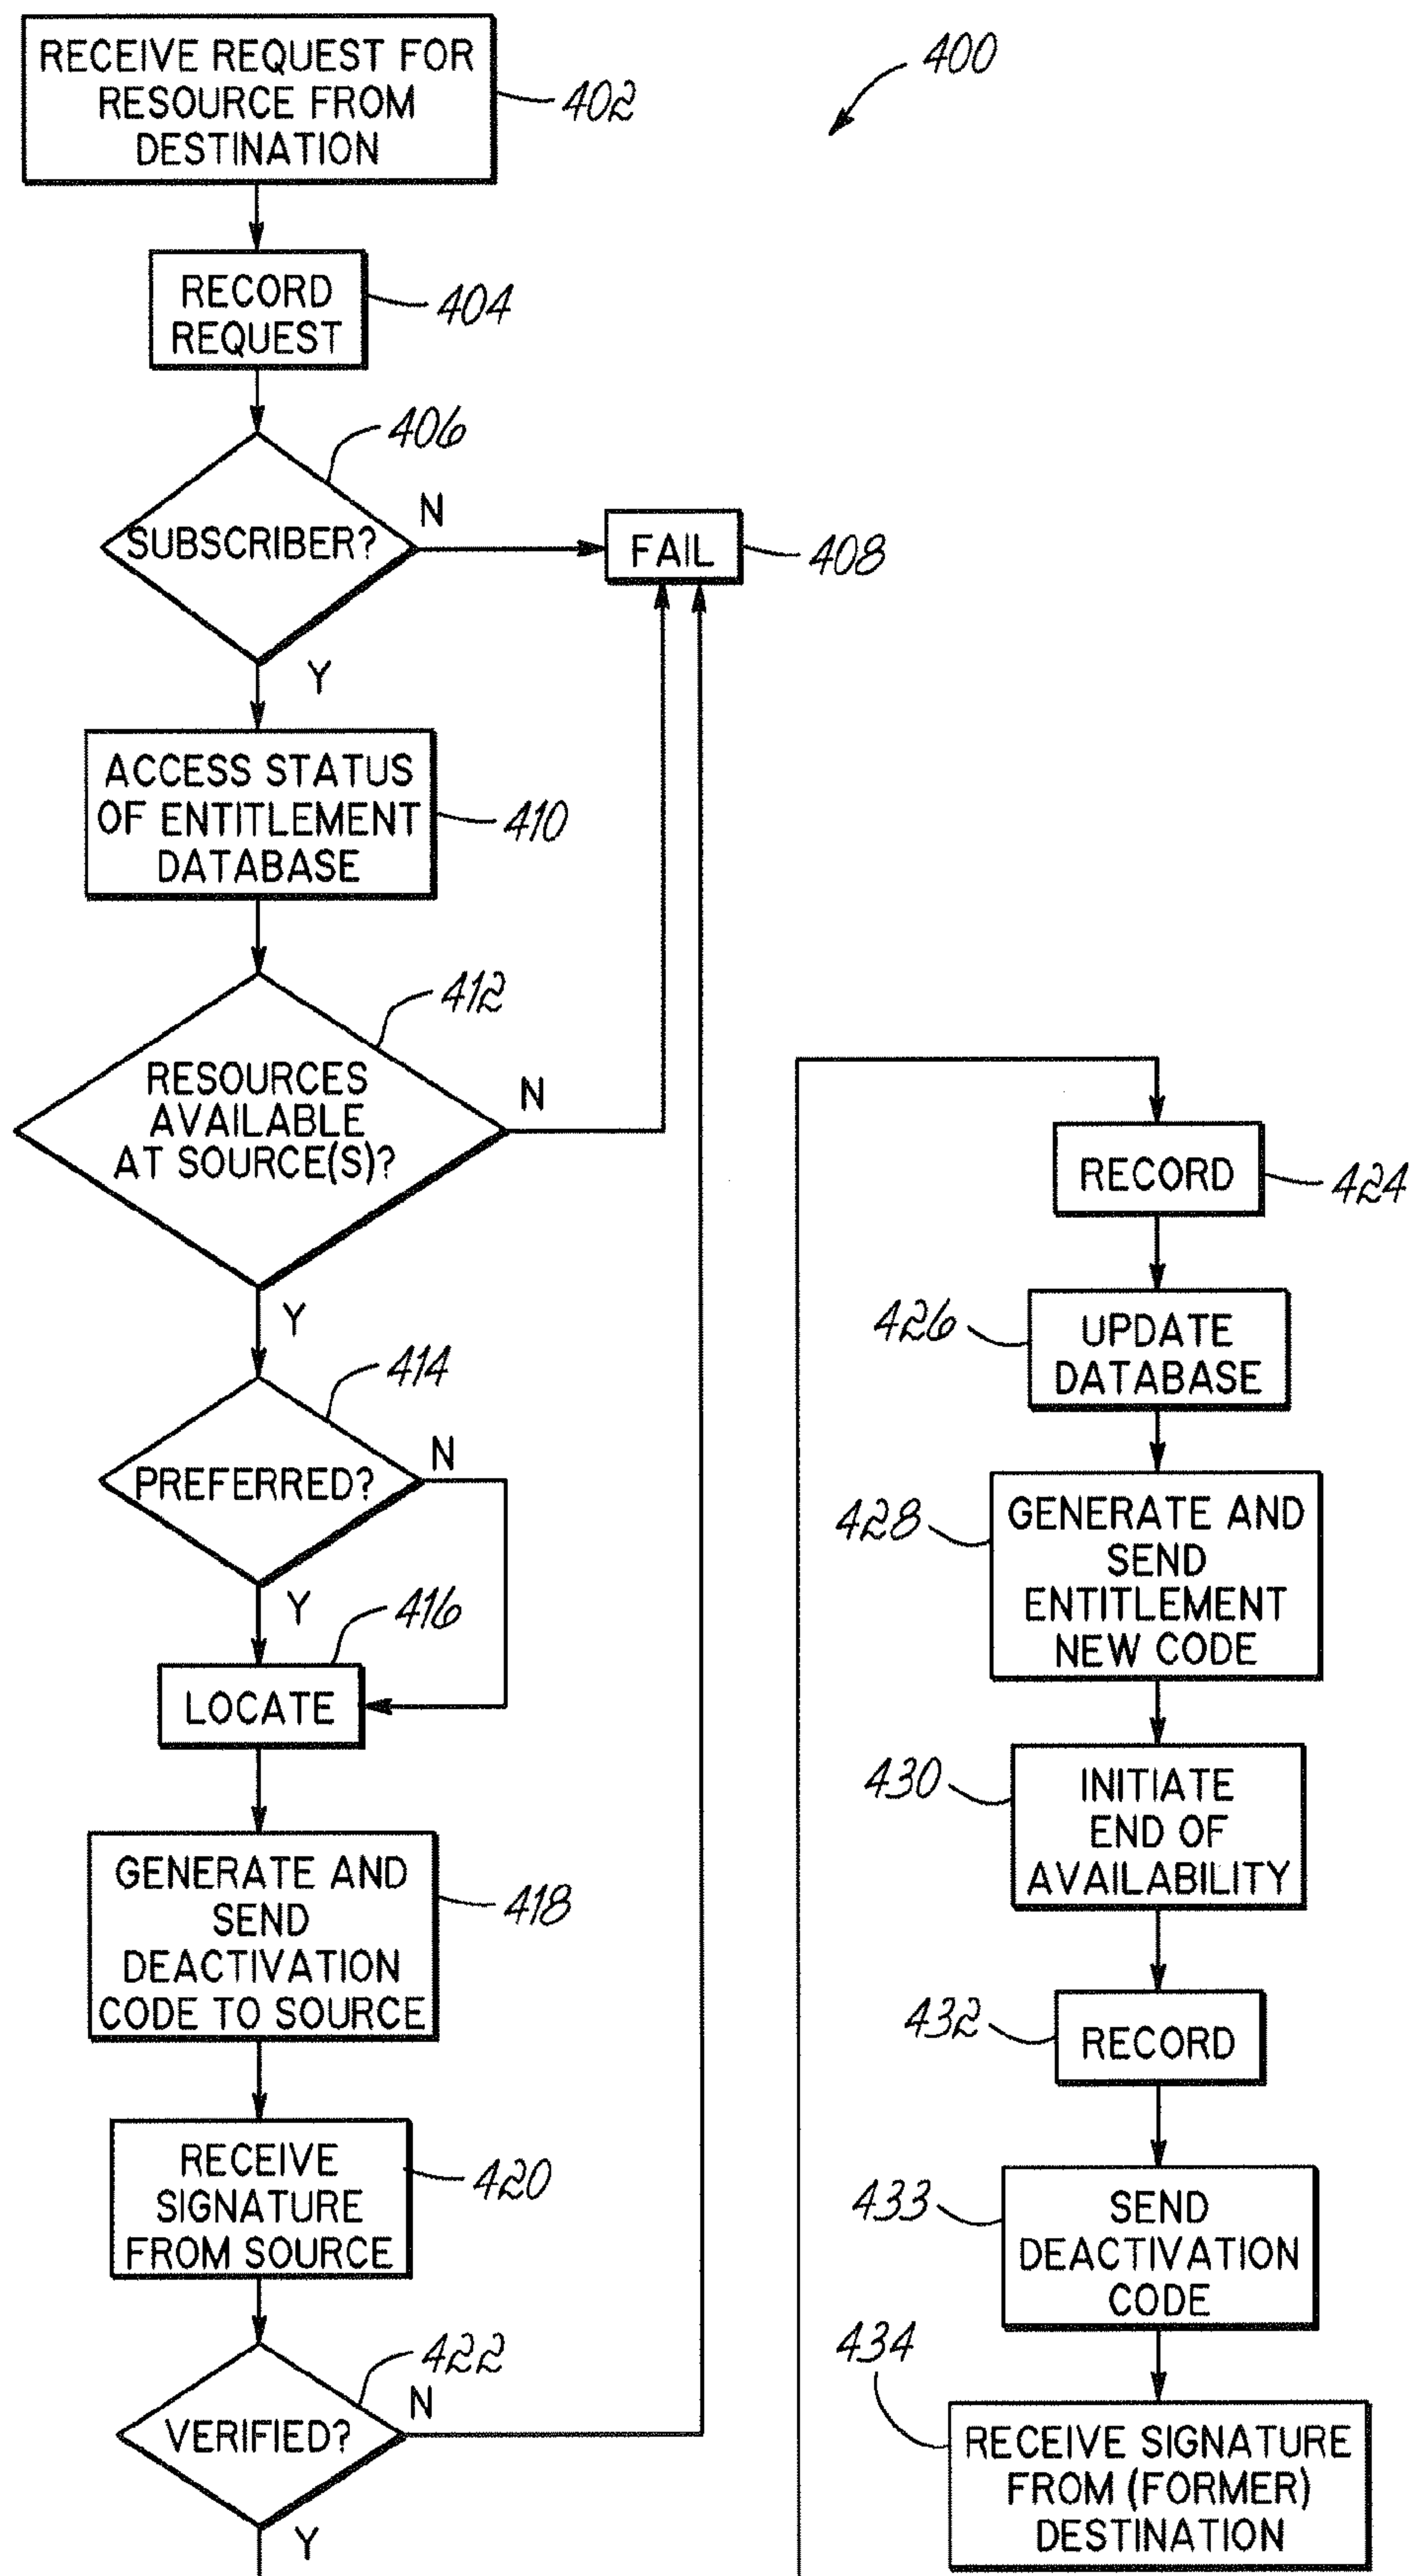 400
RECEIVE REQUEST FOR
RESOURCE FROM
DESTINATION
402
RECORD
REQUEST
404
406
SUBSCRIBER?
N
Y
FAIL
408
ACCESS STATUS
OF ENTITLEMENT
DATABASE
410
412
RESOURCES
AVAILABLE
AT SOURCE(S)?
N
Y
414
PREFERRED?
N
Y
416
LOCATE
GENERATE AND
SEND
DEACTIVATION
CODE TO SOURCE
418
RECEIVE
SIGNATURE
FROM SOURCE
420
422
VERIFIED?
N
Y
RECORD
424
426
UPDATE
DATABASE
428
GENERATE AND
SEND
ENTITLEMENT
NEW CODE
430
INITIATE
END OF
AVAILABILITY
432
RECORD
433
SEND
DEACTIVATION
CODE
434
RECEIVE SIGNATURE
FROM (FORMER)
DESTINATION